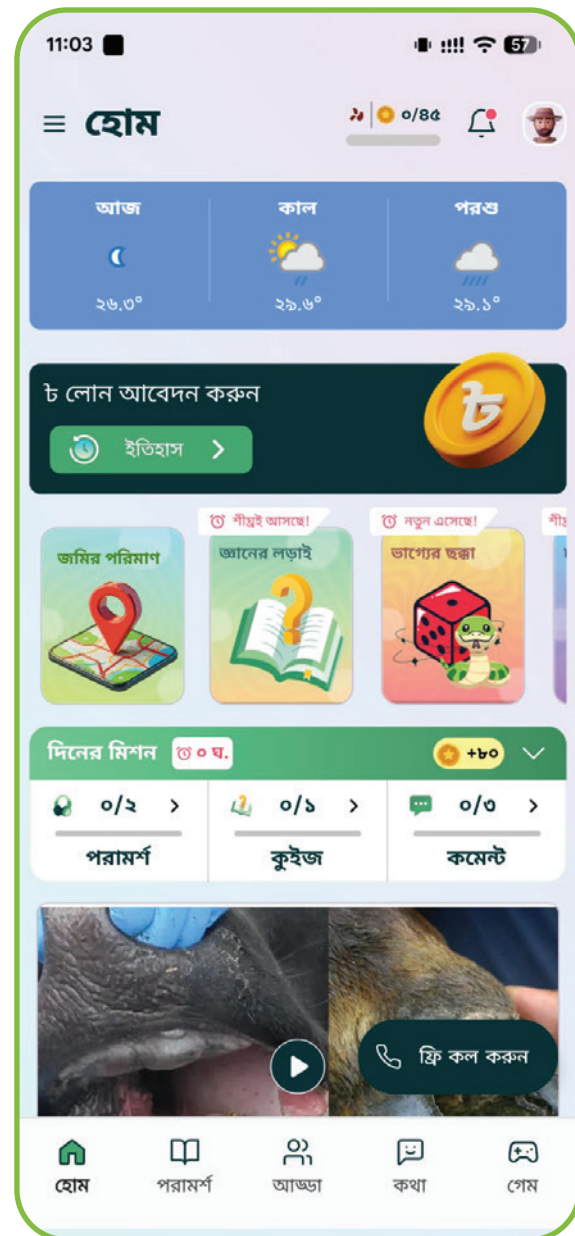 11:03 57
হোম ০/৪৫
আজ কাল পরশু
২৬.৩° ২৯.৬° ২৯.১°
৳ লোন আবেদন করুন
ইতিহাস
শীঘ্রই আসছে! নতুন এসেছে!
জমির পরিমাণ জ্ঞানের লড়াই ভাগ্যের ছক্কা
দিনের মিশন ০ ঘ. +৮০
০/২ ০/১ ০/৩
পরামর্শ কুইজ কমেন্ট
ফ্রি কল করুন
হোম পরামর্শ আড্ডা কথা গেম